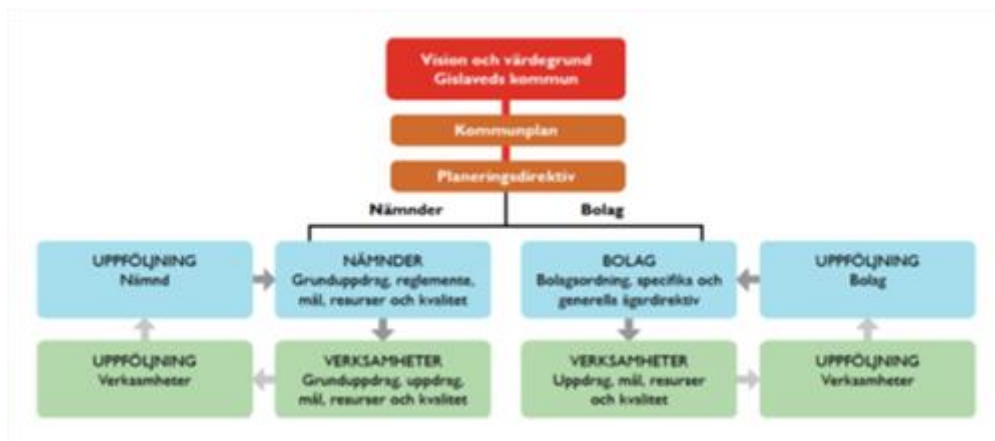 Vision och värdegrund
Gislaveds kommun
Kommunplan
Planeringsdirektiv
Nämnder
Bolag
UPPFÖLJNING
Nämnd
NÄMNDER
Grunduppdrag, reglemente,
mål, resurser och kvalitet
BOLAG
Bolagsordning, specifika och
generella ägardirektiv
UPPFÖLJNING
Bolag
UPPFÖLJNING
Verksamheter
VERKSAMHETER
Grunduppdrag, uppdrag,
mål, resurser och kvalitet
VERKSAMHETER
Uppdrag, mål, resurser
och kvalitet
UPPFÖLJNING
Verksamheter